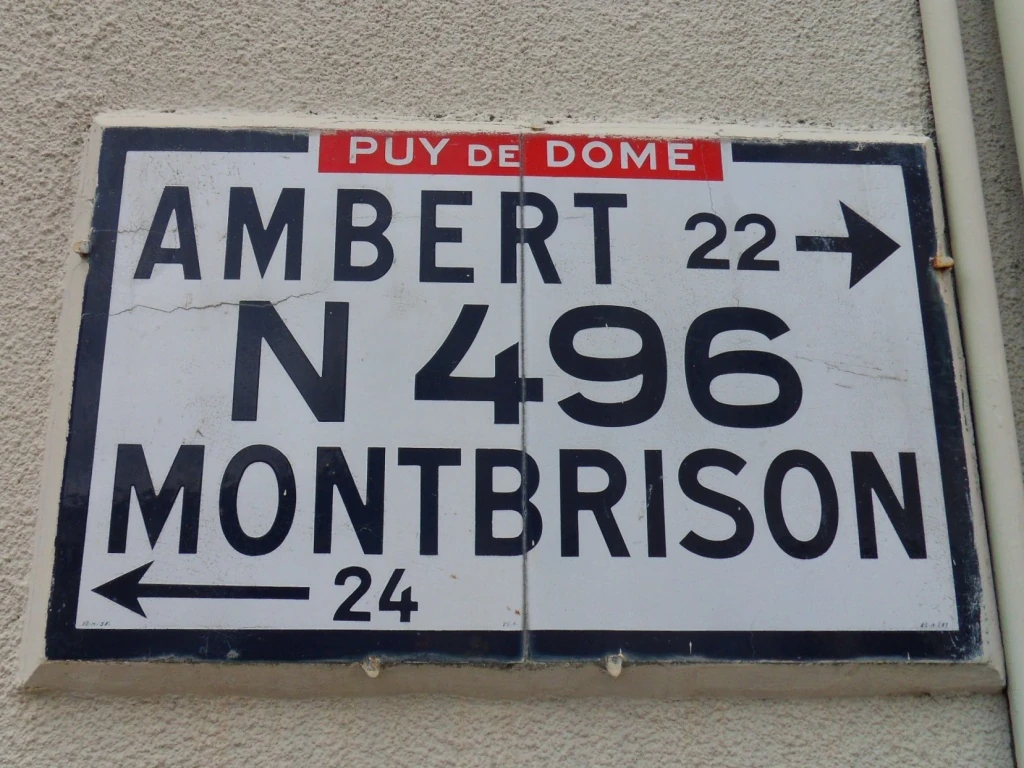 PUY DE DOME
AMBERT 22
N 496
MONTBRISON
24